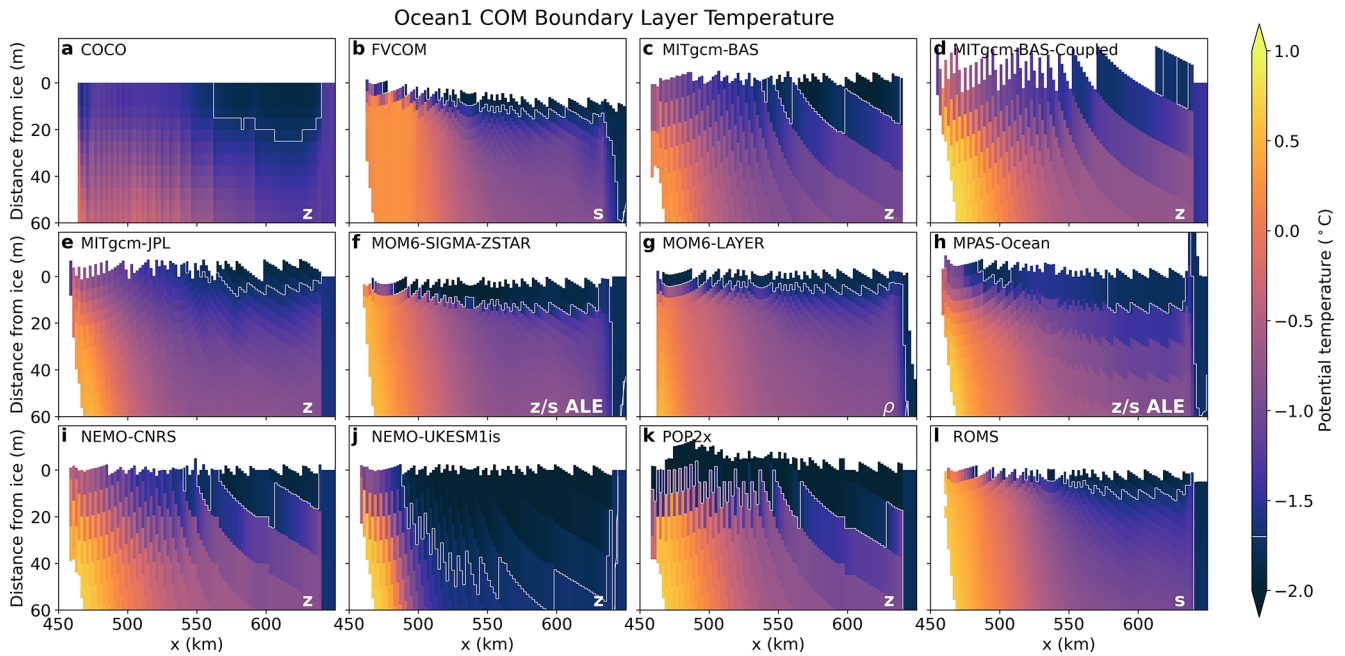 Ocean1 COM Boundary Layer Temperature
a COCO
b FVCOM
c MITgcm-BAS
d MITgcm-BAS-Coupled
Distance from ice (m)
0
20
40
60
z
s
z
z
e MITgcm-JPL
f MOM6-SIGMA-ZSTAR
g MOM6-LAYER
h MPAS-Ocean
Distance from ice (m)
0
20
40
60
z
z/s ALE
ρ
z/s ALE
i NEMO-CNRS
j NEMO-UKESM1is
k POP2x
l ROMS
Distance from ice (m)
0
20
40
60
z
z
z
s
450 500 550 600
450 500 550 600
450 500 550 600
450 500 550 600
x (km)
x (km)
x (km)
x (km)
1.0
0.5
0.0
−0.5
−1.0
−1.5
−2.0
Potential temperature (°C)